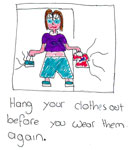 Hang your clothes out
before you wear them
again.